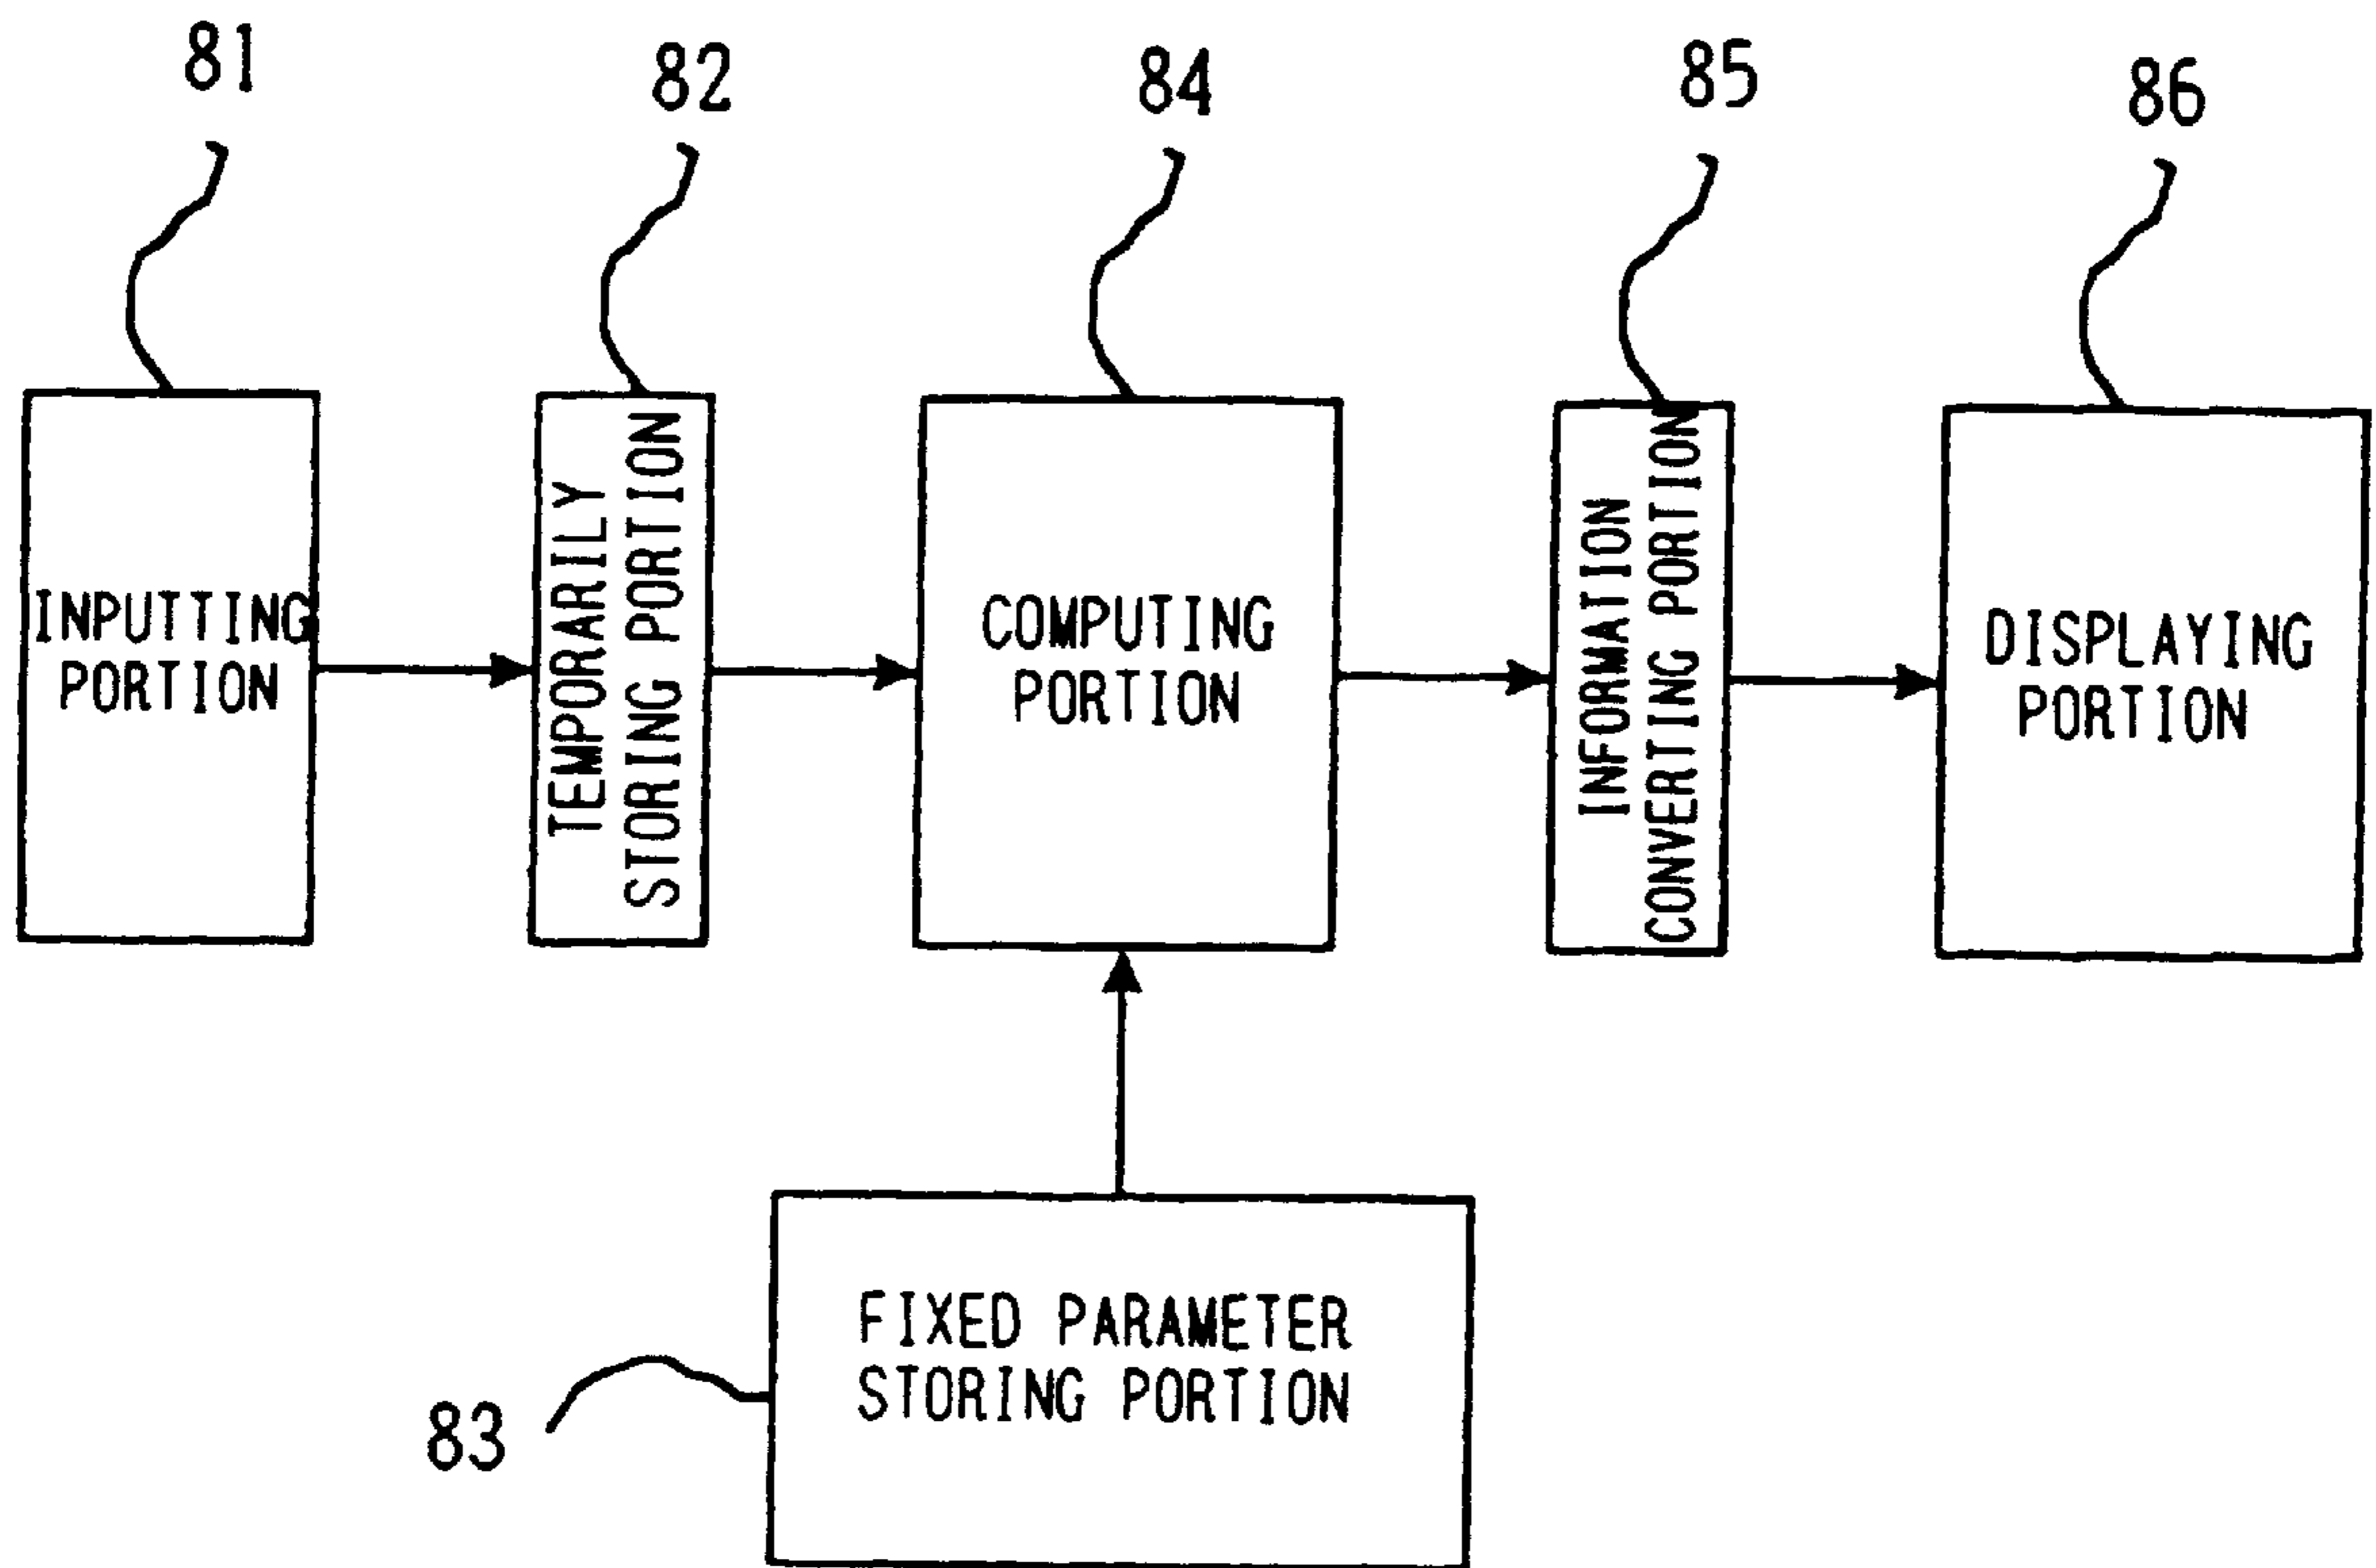 81
82
84
85
86
INPUTTING
PORTION
TEMPORARILY
STORING PORTION
COMPUTING
PORTION
INFORMATION
CONVERTING PORTION
DISPLAYING
PORTION
FIXED PARAMETER
STORING PORTION
83